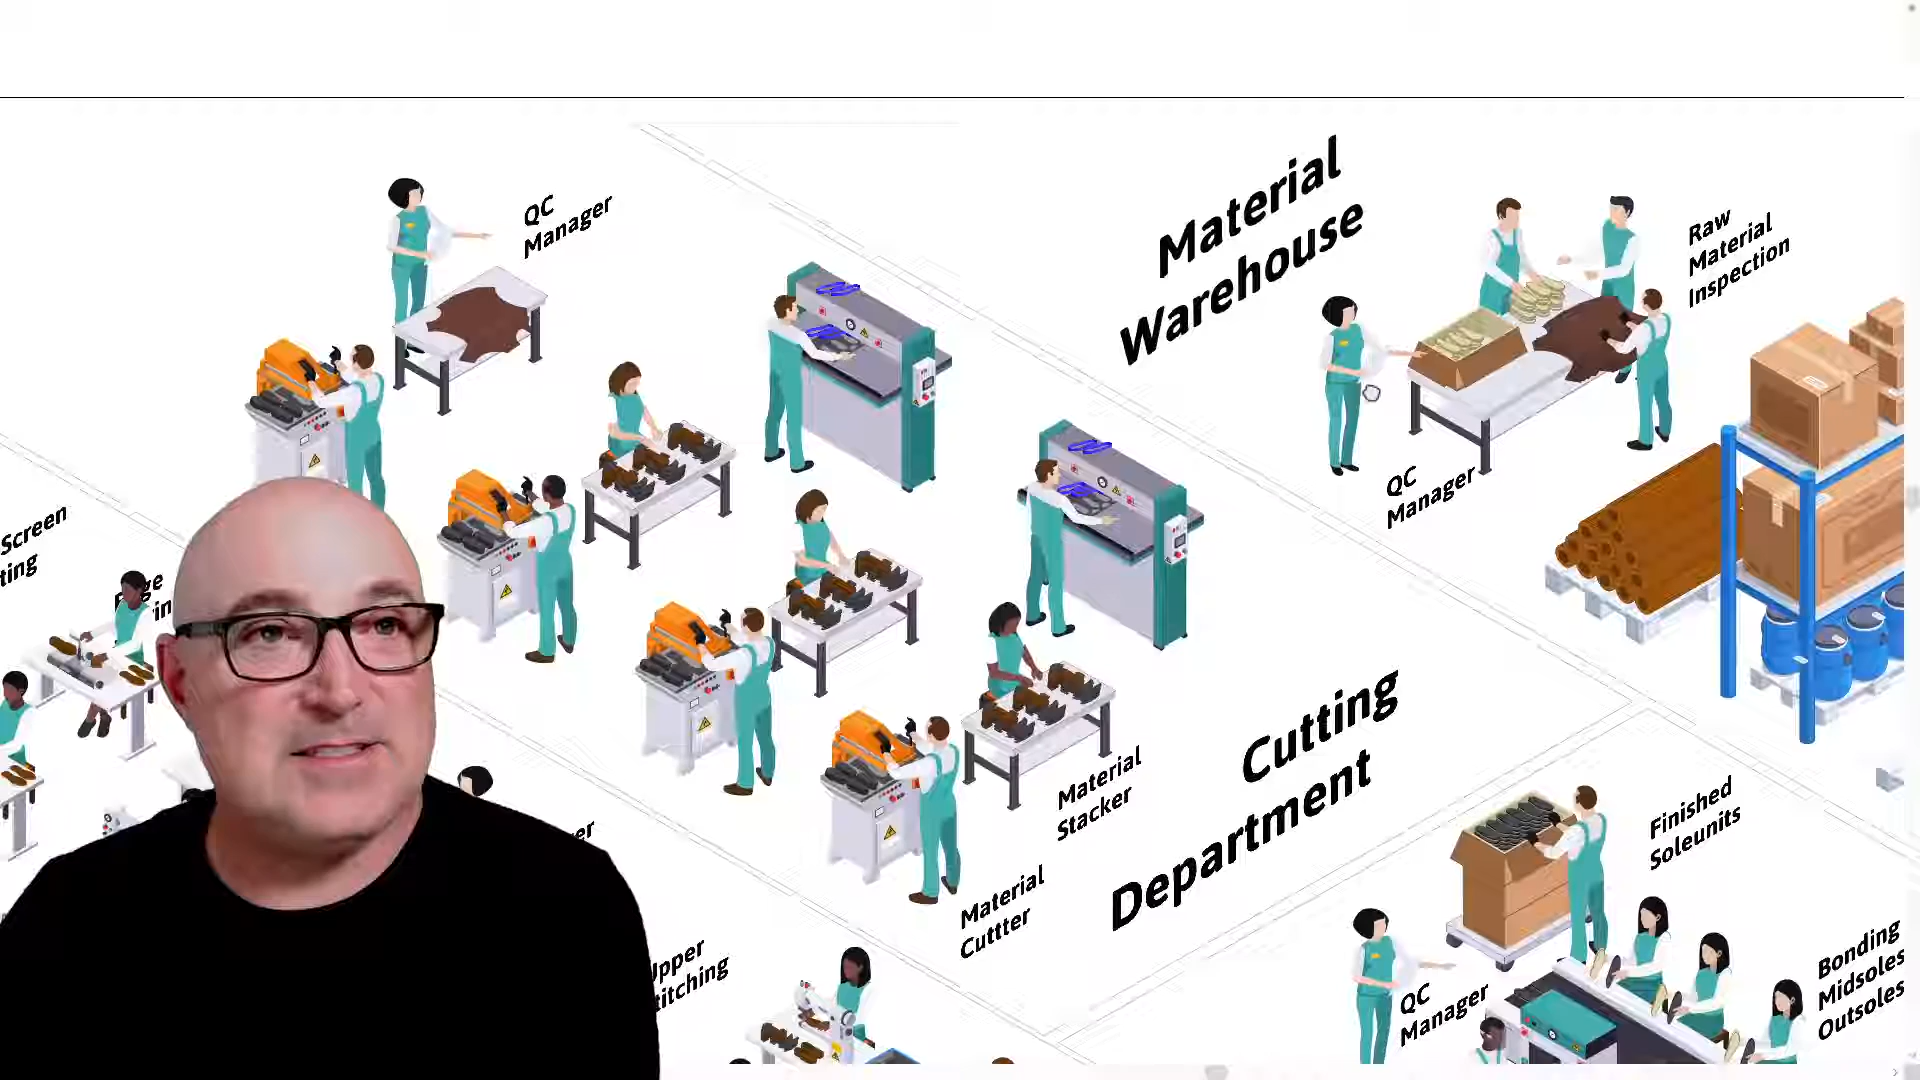 QC
Manager
Material
Warehouse
Raw
Material
Inspection
QC
Manager
Screen
Material
Stacker
Cutting
Department
Material
Cuttter
Finished
Soleunits
QC
Manager
Bonding
Midsoles
Outsoles